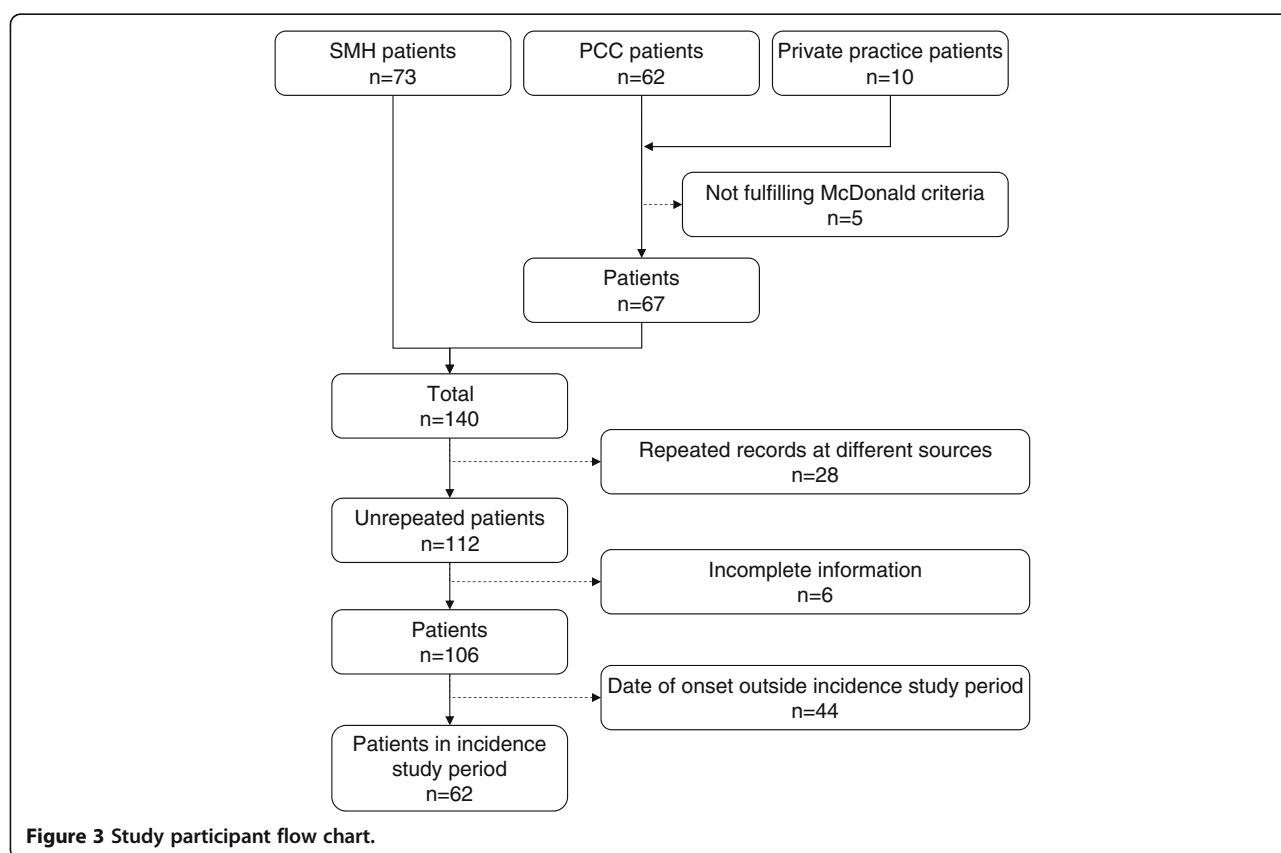 SMH patients
n=73
PCC patients
n=62
Private practice patients
n=10
Not fulfilling McDonald criteria
n=5
Patients
n=67
Total
n=140
Repeated records at different sources
n=28
Unrepeated patients
n=112
Incomplete information
n=6
Patients
n=106
Date of onset outside incidence study period
n=44
Patients in incidence
study period
n=62
Figure 3 Study participant flow chart.